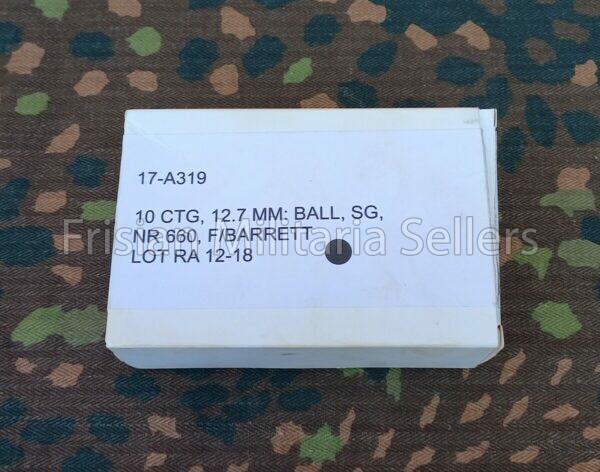 17-A319
10 CTG, 12.7 MM: BALL, SG,
Frisian Militaria Sellers
NR 660, F/BARRETT
LOT RA 12-18